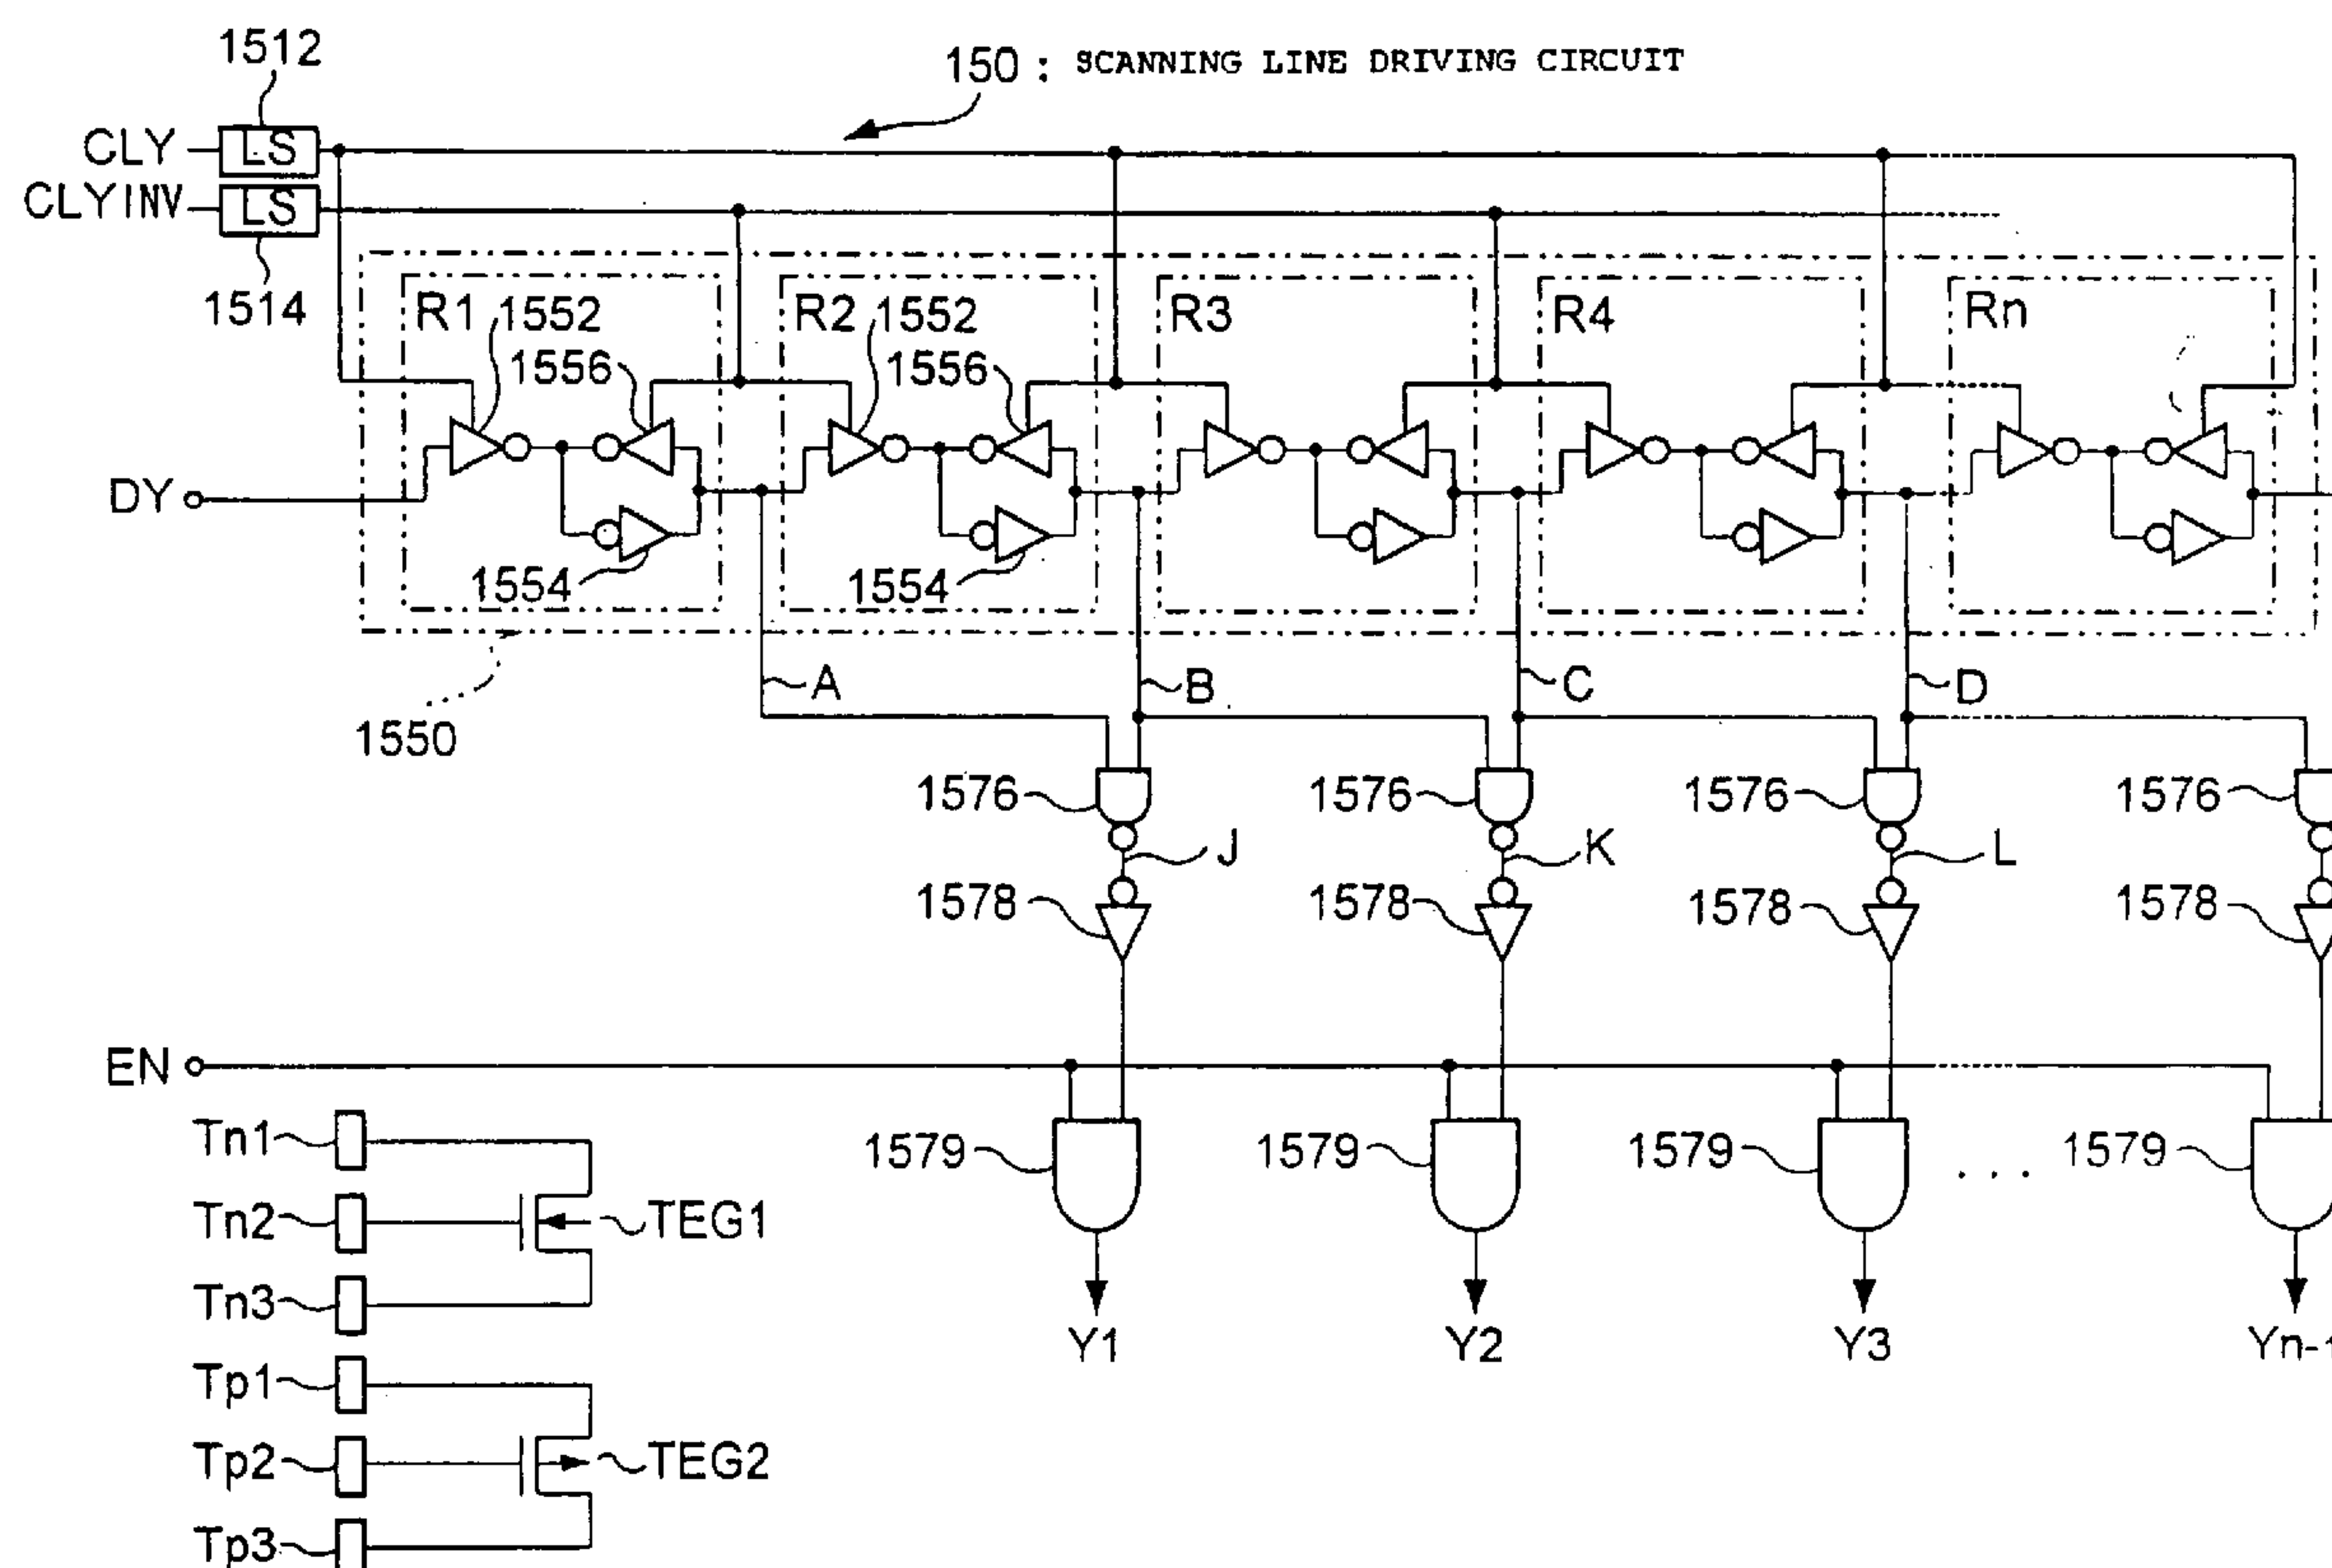 1512
150 : SCANNING LINE DRIVING CIRCUIT
CLY LS
CLYINV LS
1514
R1 1552 R2 1552 R3 R4 Rn
1556 1556
DY
1554 1554
A B C D
1550
1576 1576 1576 1576
J K L
1578 1578 1578 1578
EN
Tn1
1579 1579 1579 ... 1579
Tn2 TEG1
Tn3
Y1 Y2 Y3 Yn-1
Tp1
Tp2 TEG2
Tp3